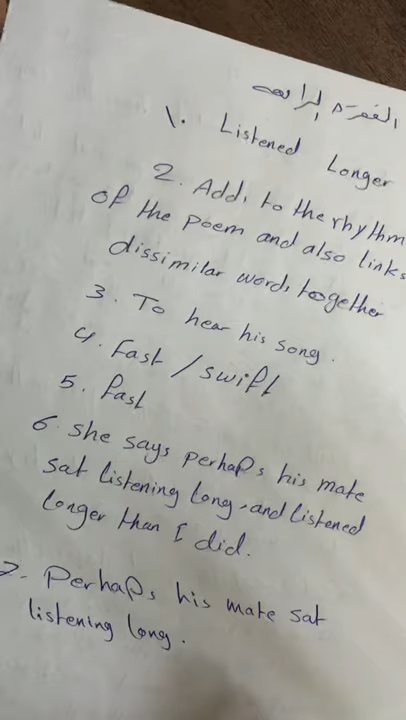 الفقرة الرابعة
1. Listened Longer
2. Adds to the rhythm
of the poem and also links
dissimilar words together
3. To hear his song.
4. Fast / swift
5. fast
6. she says perhaps his mate
sat listening long, and listened
longer than I did.
7- Perhaps his mate sat
listening long.